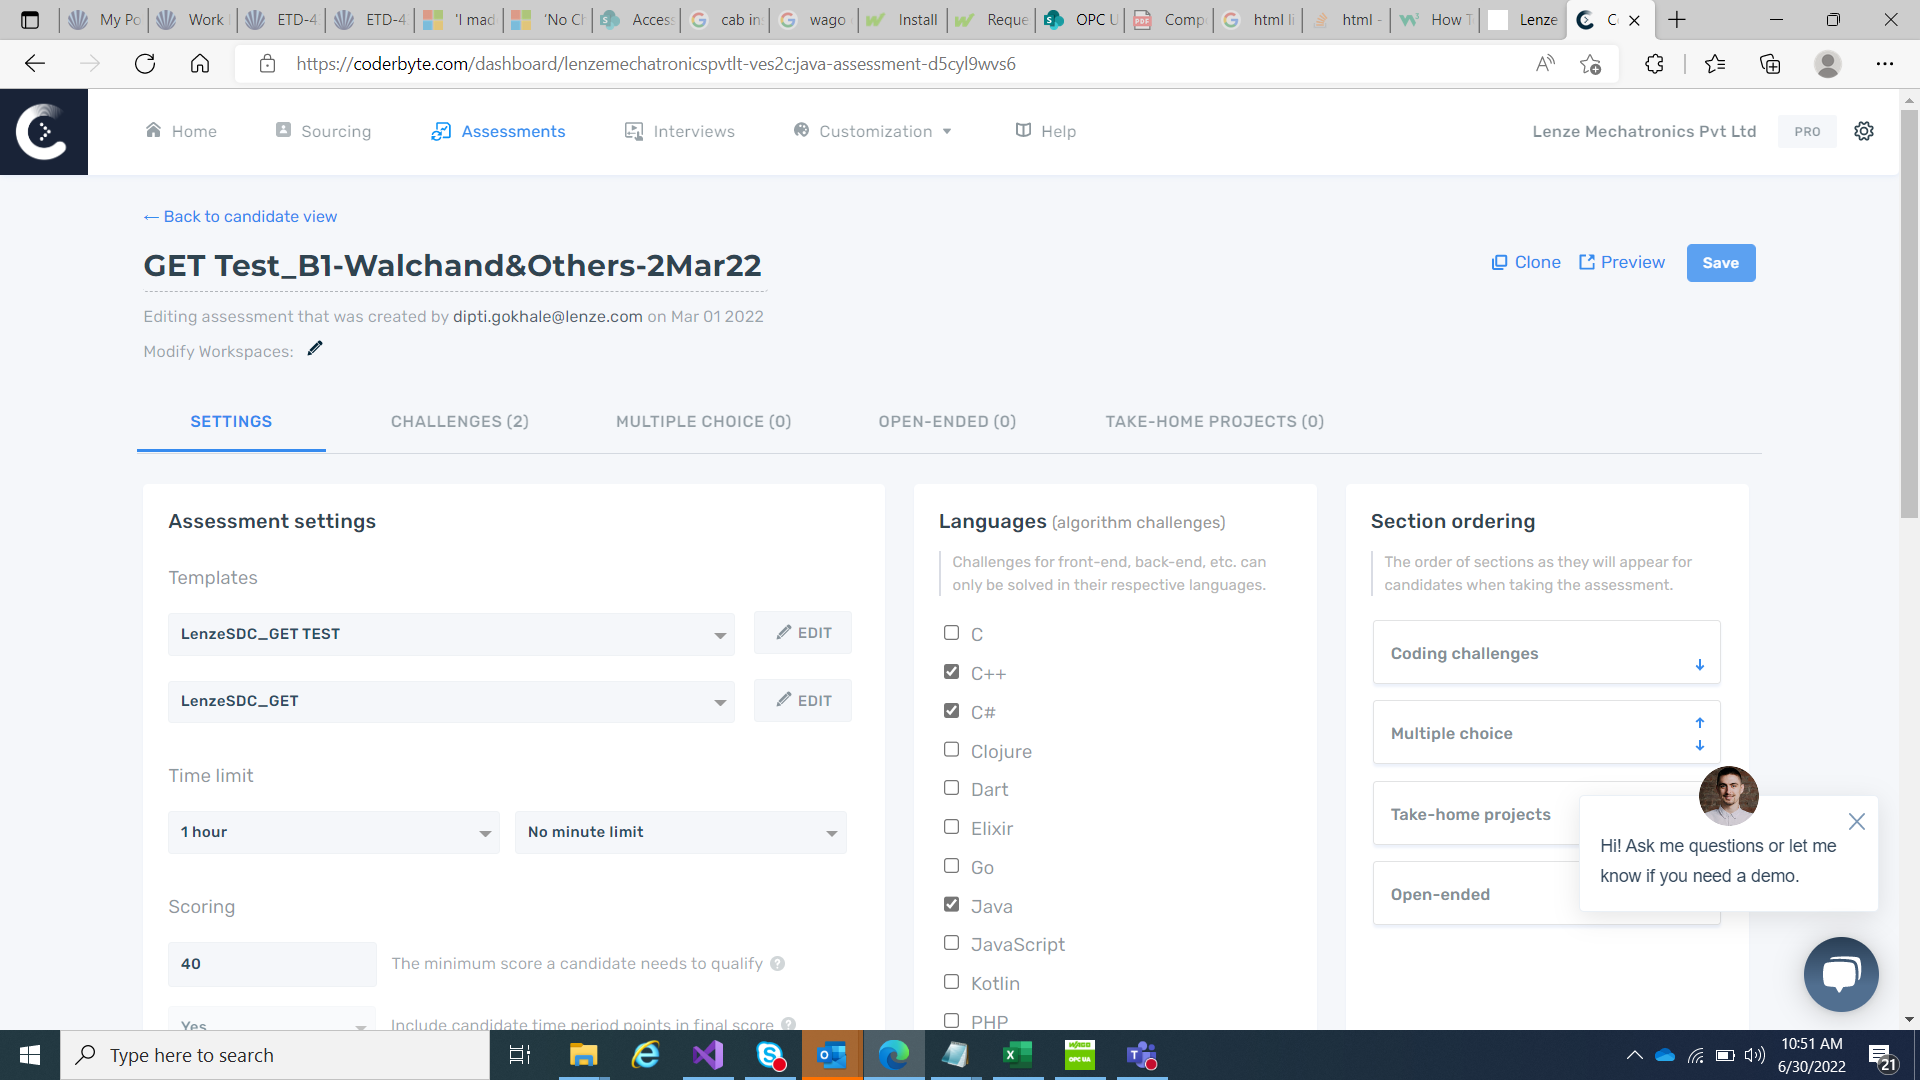 My Po
Work
ETD-4
ETD-4
'I mad
'No Ch
Access
cab ins
wago
Install
Reque
OPC U
Comp
html li
html -
How T
Lenze
https://coderbyte.com/dashboard/lenzemechatronicspvtlt-ves2c:java-assessment-d5cyl9wvs6
Home
Sourcing
Assessments
Interviews
Customization
Help
Lenze Mechatronics Pvt Ltd
PRO
← Back to candidate view
GET Test_B1-Walchand&Others-2Mar22
Clone
Preview
Save
Editing assessment that was created by dipti.gokhale@lenze.com on Mar 01 2022
Modify Workspaces:
SETTINGS
CHALLENGES (2)
MULTIPLE CHOICE (0)
OPEN-ENDED (0)
TAKE-HOME PROJECTS (0)
Assessment settings
Templates
LenzeSDC_GET TEST
EDIT
LenzeSDC_GET
EDIT
Time limit
1 hour
No minute limit
Scoring
40
The minimum score a candidate needs to qualify ?
Yes
Include candidate time period points in final score ?
Languages (algorithm challenges)
Challenges for front-end, back-end, etc. can
only be solved in their respective languages.
C
C++
C#
Clojure
Dart
Elixir
Go
Java
JavaScript
Kotlin
PHP
Section ordering
The order of sections as they will appear for
candidates when taking the assessment.
Coding challenges
Multiple choice
Take-home projects
Open-ended
Hi! Ask me questions or let me
know if you need a demo.
Type here to search
WAGO
OPC UA
10:51 AM
6/30/2022
21